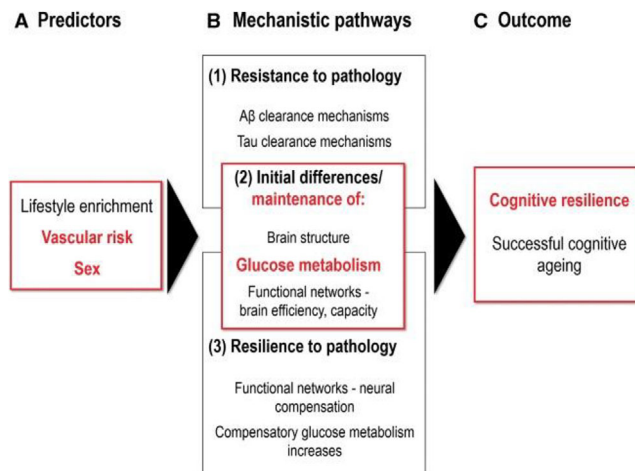 A Predictors
B Mechanistic pathways
C Outcome
(1) Resistance to pathology
Aβ clearance mechanisms
Tau clearance mechanisms
(2) Initial differences/
maintenance of:
Brain structure
Glucose metabolism
Functional networks -
brain efficiency, capacity
(3) Resilience to pathology
Functional networks - neural
compensation
Compensatory glucose metabolism
increases
Lifestyle enrichment
Vascular risk
Sex
Cognitive resilience
Successful cognitive
ageing